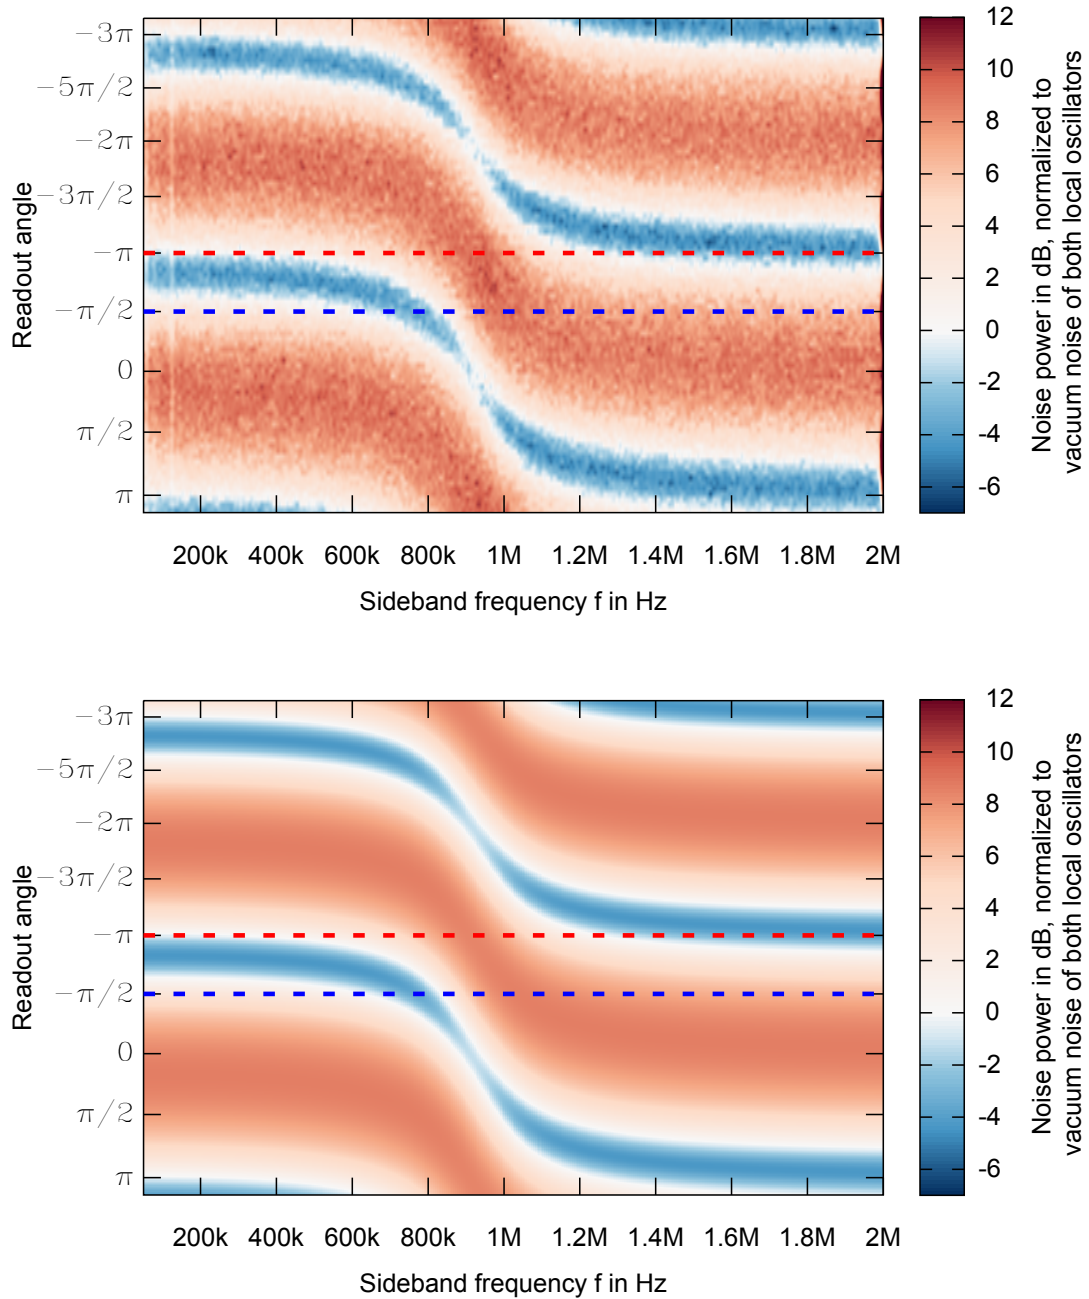 −3π
−5π/2
−2π
−3π/2
−π
−π/2
0
π/2
π
Readout angle
200k 400k 600k 800k 1M 1.2M 1.4M 1.6M 1.8M 2M
Sideband frequency f in Hz
12
10
8
6
4
2
0
-2
-4
-6
Noise power in dB, normalized to
vacuum noise of both local oscillators
−3π
−5π/2
−2π
−3π/2
−π
−π/2
0
π/2
π
Readout angle
200k 400k 600k 800k 1M 1.2M 1.4M 1.6M 1.8M 2M
Sideband frequency f in Hz
12
10
8
6
4
2
0
-2
-4
-6
Noise power in dB, normalized to
vacuum noise of both local oscillators